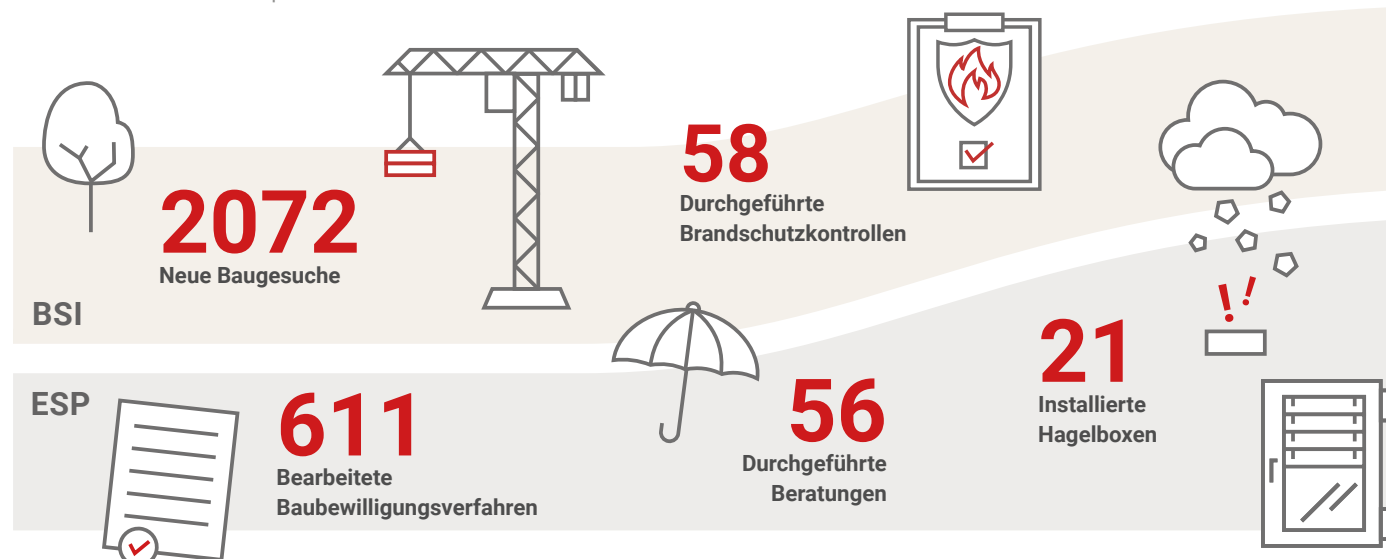 2072
Neue Baugesuche
58
Durchgeführte
Brandschutzkontrollen
BSI
ESP
611
Bearbeitete
Baubewilligungsverfahren
56
Durchgeführte
Beratungen
21
Installierte
Hagelboxen
! !